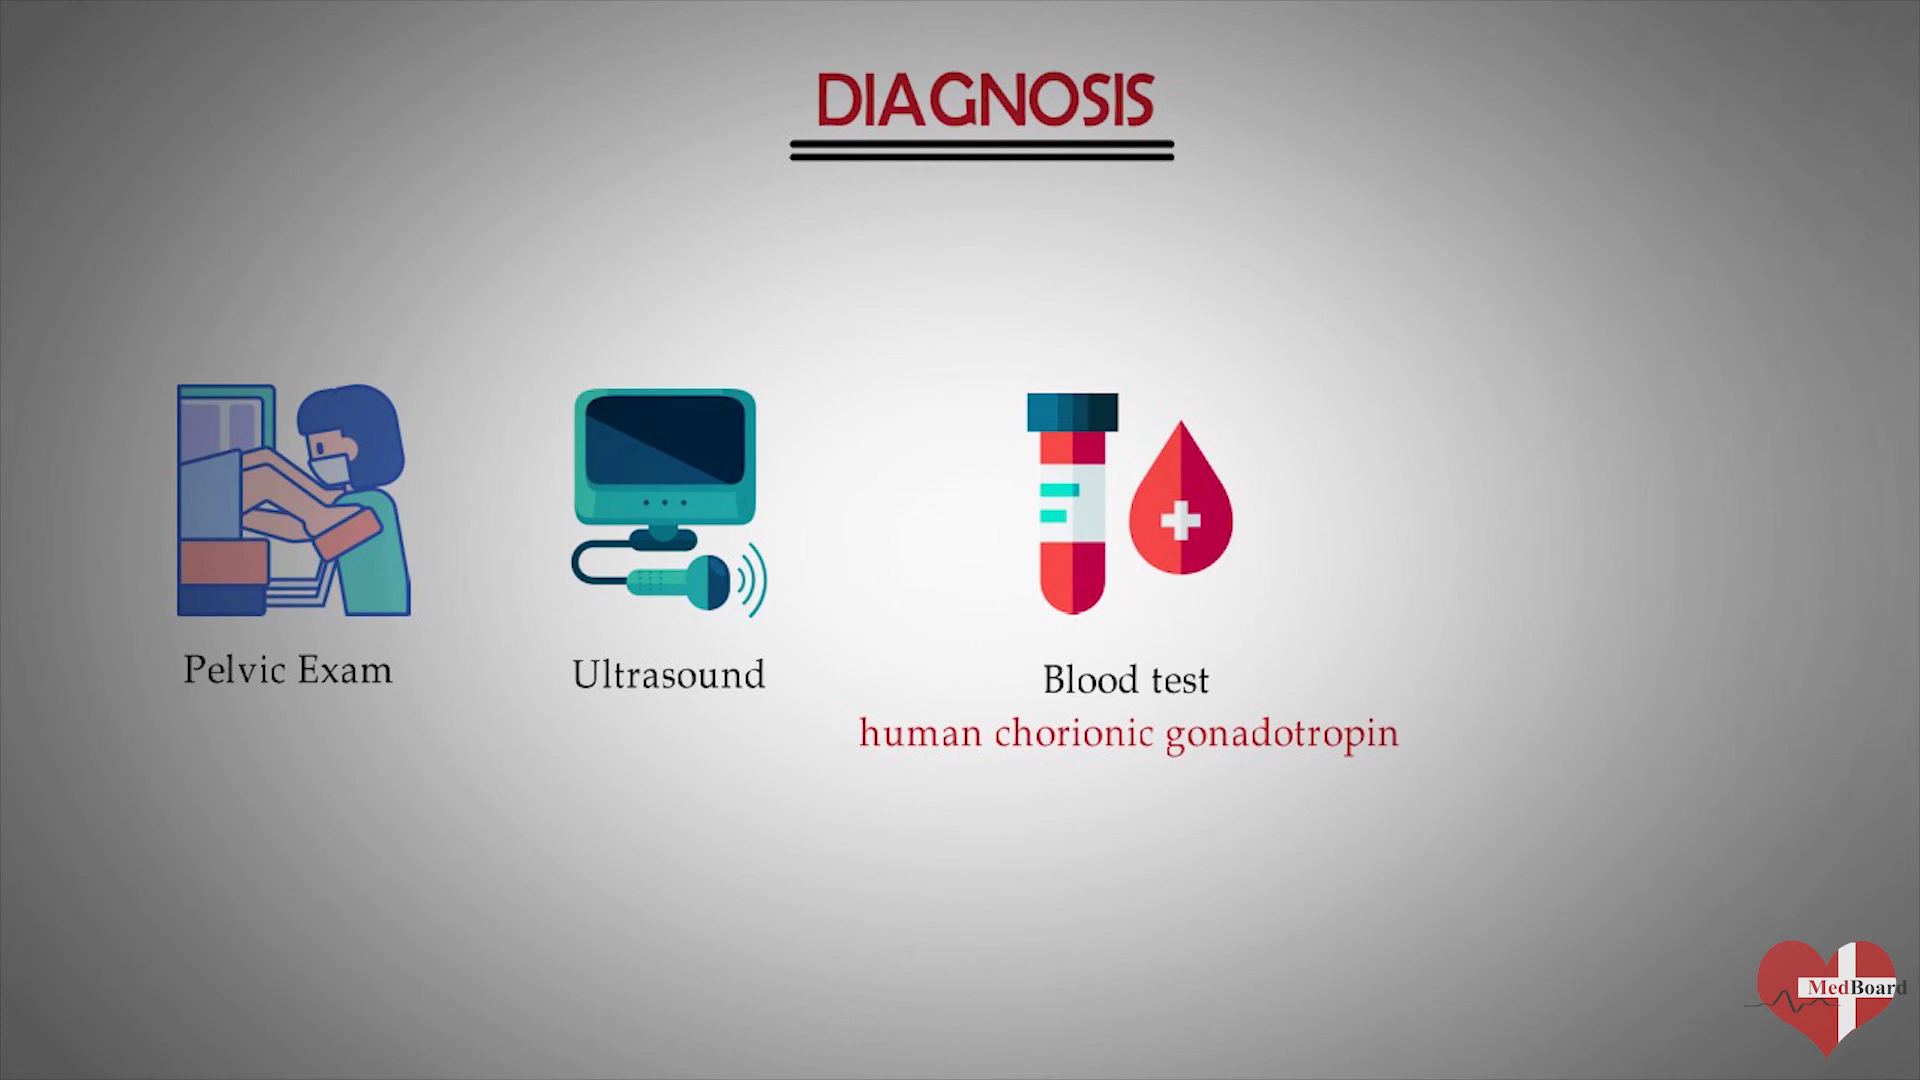 DIAGNOSIS
Pelvic Exam
Ultrasound
Blood test
human chorionic gonadotropin
MedBoard